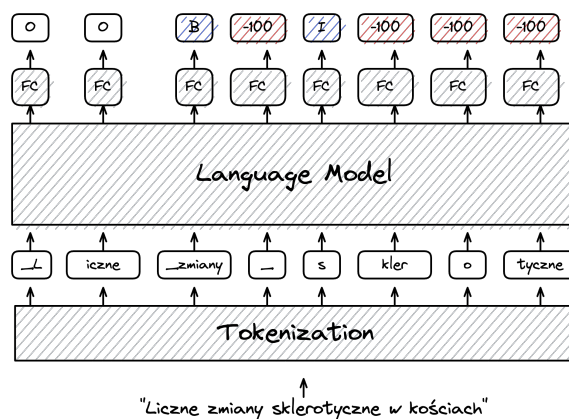 O O B -100 I -100 -100 -100
FC FC FC FC FC FC FC FC
Language Model
_L iczne _zmiany _ s kler o tyczne
Tokenization
"Liczne zmiany sklerotyczne w kościach"